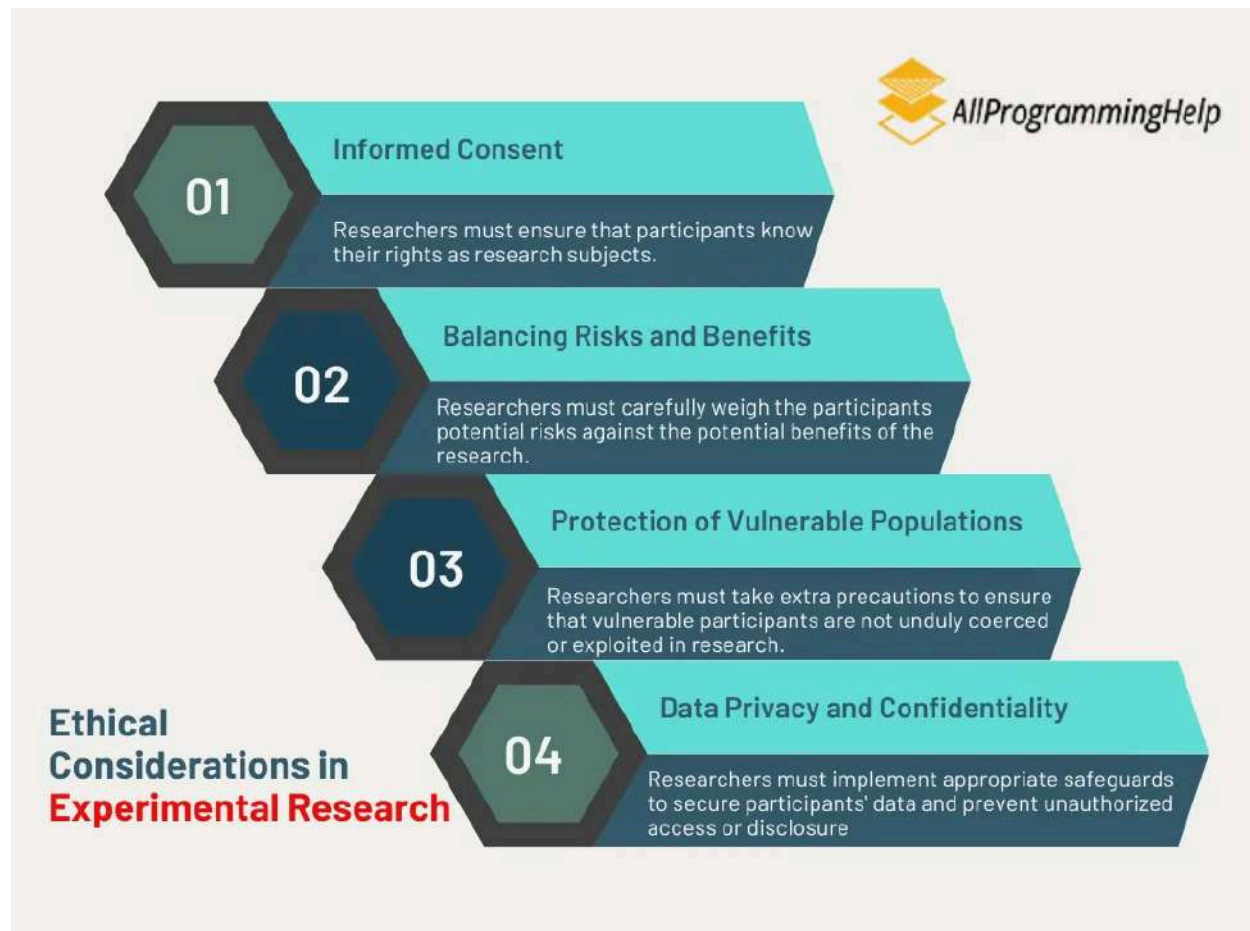 AllProgrammingHelp
01
Informed Consent
Researchers must ensure that participants know
their rights as research subjects.
02
Balancing Risks and Benefits
Researchers must carefully weigh the participants
potential risks against the potential benefits of the
research.
03
Protection of Vulnerable Populations
Researchers must take extra precautions to ensure
that vulnerable participants are not unduly coerced
or exploited in research.
04
Data Privacy and Confidentiality
Researchers must implement appropriate safeguards
to secure participants' data and prevent unauthorized
access or disclosure
Ethical
Considerations in
Experimental Research